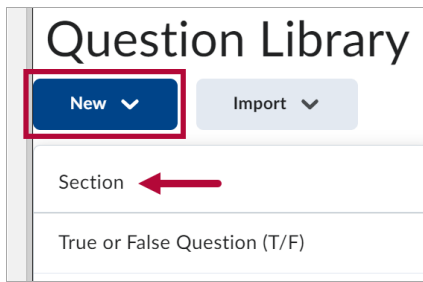 Question Library
New Import
Section
True or False Question (T/F)